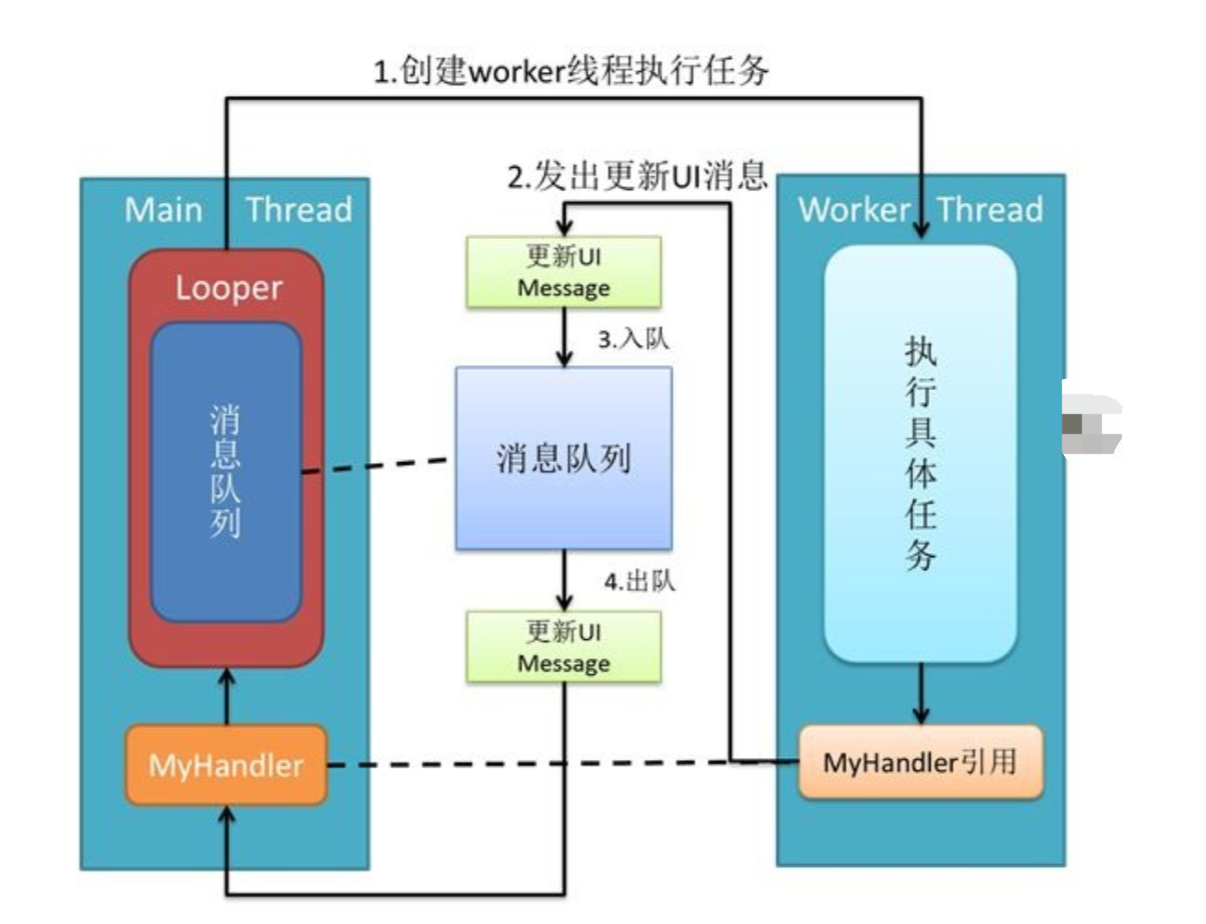 1.创建worker线程执行任务
2.发出更新UI消息
Main Thread
Looper
消息队列
MyHandler
更新UI
Message
3.入队
消息队列
4.出队
更新UI
Message
Worker Thread
执行具体任务
MyHandler引用